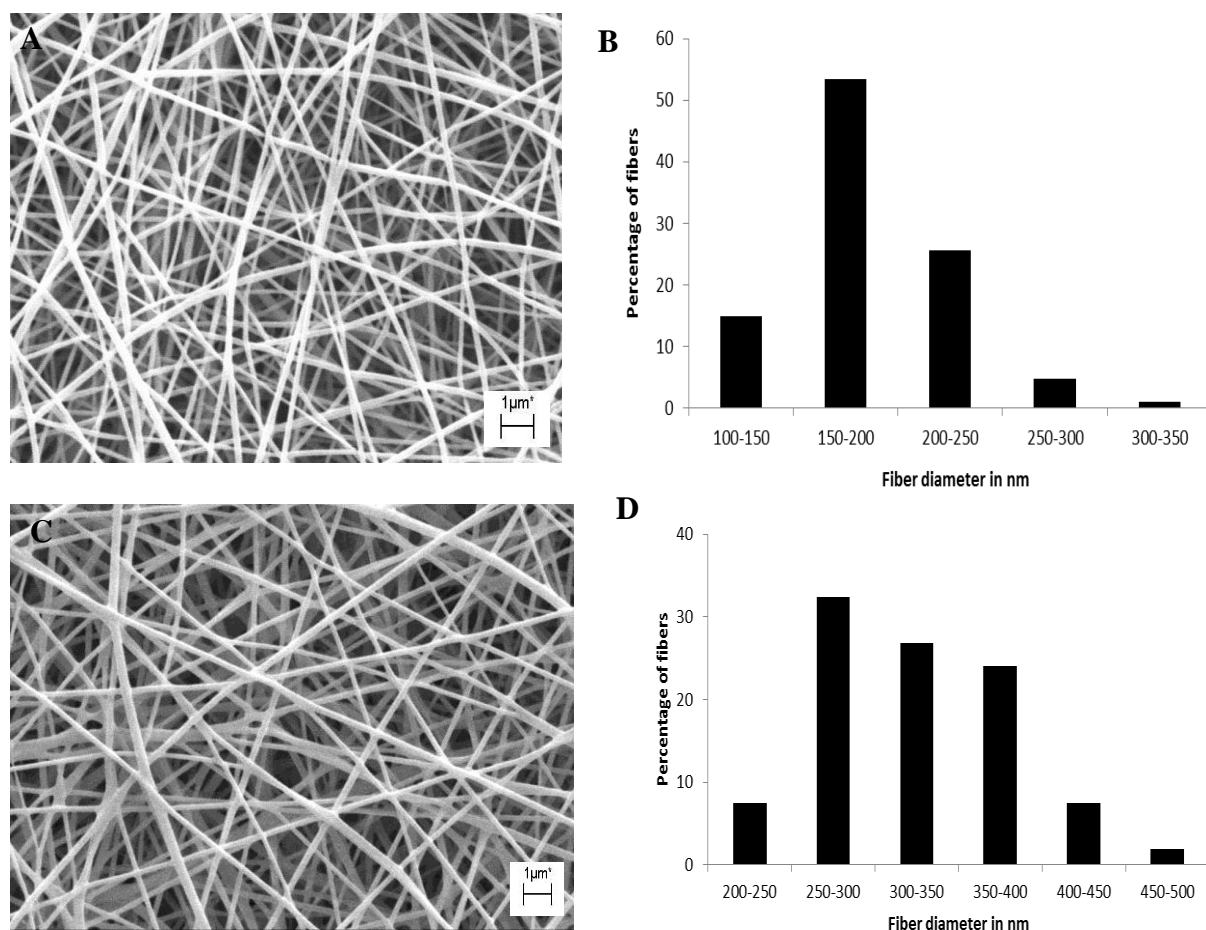 A
1µm*
B
60
50
40
30
20
10
0
Percentage of fibers
100-150 150-200 200-250 250-300 300-350
Fiber diameter in nm
C
1µm*
D
40
30
20
10
0
Percentage of fibers
200-250 250-300 300-350 350-400 400-450 450-500
Fiber diameter in nm